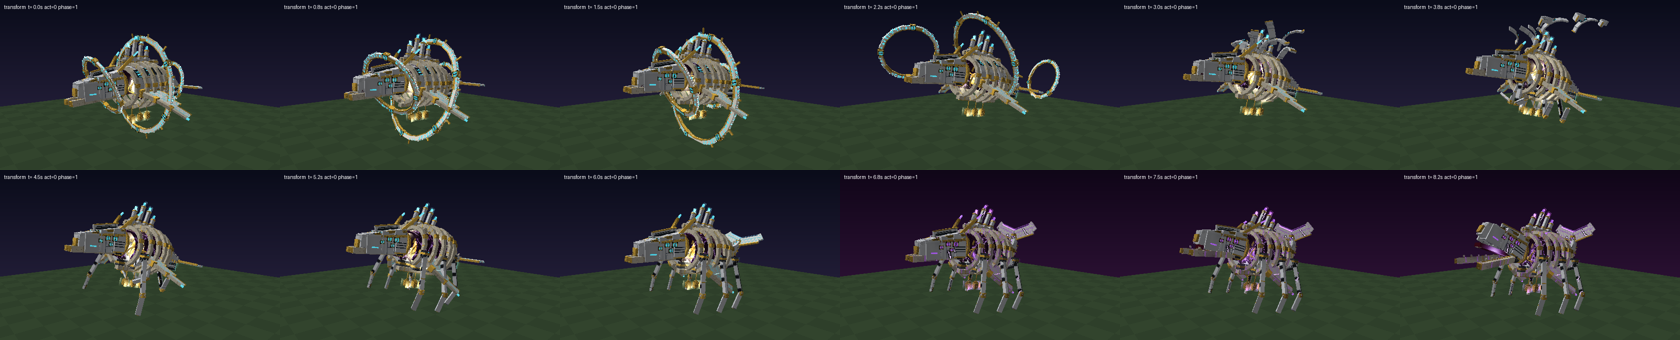 transform t=0.0s act=0 phase=1
transform t=0.8s act=0 phase=1
transform t=1.5s act=0 phase=1
transform t=2.2s act=0 phase=1
transform t=3.0s act=0 phase=1
transform t=3.8s act=0 phase=1
transform t=4.5s act=0 phase=1
transform t=5.2s act=0 phase=1
transform t=6.0s act=0 phase=1
transform t=6.8s act=0 phase=1
transform t=7.5s act=0 phase=1
transform t=8.2s act=0 phase=1